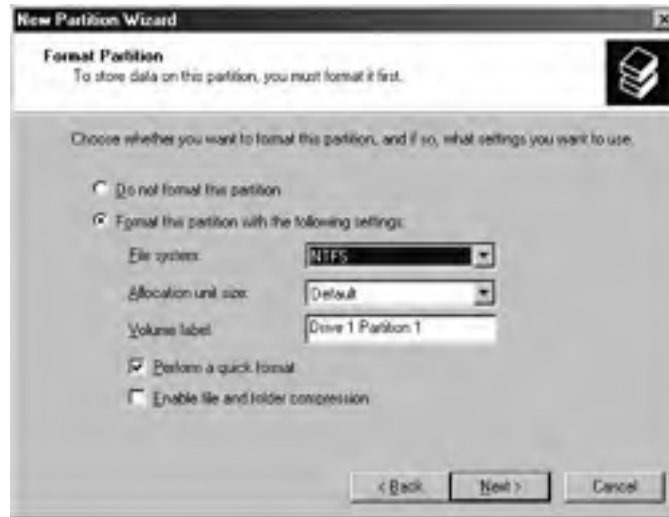 New Partition Wizard
Format Partition
To store data on this partition, you must format it first.
Choose whether you want to format this partition, and if so, what settings you want to use.
Do not format this partition
Format this partition with the following settings:
File system: NTFS
Allocation unit size: Default
Volume label: Drive 1 Partition 1
Perform a quick format
Enable file and folder compression
< Back Next > Cancel